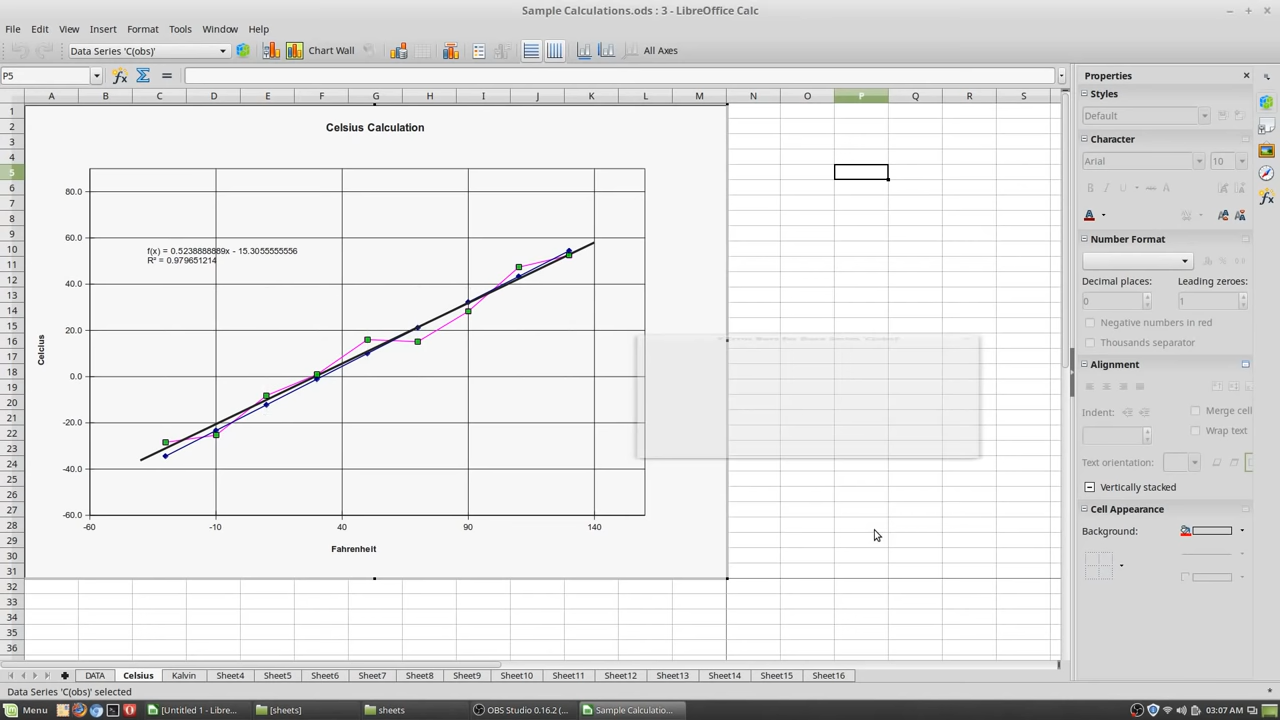 Sample Calculations.ods : 3 - LibreOffice Calc
File Edit View Insert Format Tools Window Help
Data Series 'C(obs)' Chart Wall All Axes
P5
A B C D E F G H I J K L M N O P Q R S
1
2
3
4
5
6
7
8
9
10
11
12
13
14
15
16
17
18
19
20
21
22
23
24
25
26
27
28
29
30
31
32
33
34
35
36
Celsius Calculation
80.0
60.0
40.0
20.0
0.0
-20.0
-40.0
-60.0
f(x) = 0.5238888889x - 15.3055555556
R² = 0.979651214
Celsius
-60 -10 40 90 140
Fahrenheit
Properties
Styles
Default
Character
Arial 10
Number Format
Decimal places: Leading zeroes:
0 1
Negative numbers in red
Thousands separator
Alignment
Indent: Merge cell
Wrap text
Text orientation:
Vertically stacked
Cell Appearance
Background:
DATA Celsius Kalvin Sheet4 Sheet5 Sheet6 Sheet7 Sheet8 Sheet9 Sheet10 Sheet11 Sheet12 Sheet13 Sheet14 Sheet15 Sheet16
Data Series 'C(obs)' selected
Menu [Untitled 1 - Libre... [sheets] sheets OBS Studio 0.16.2 (... Sample Calculatio... 03:07 AM